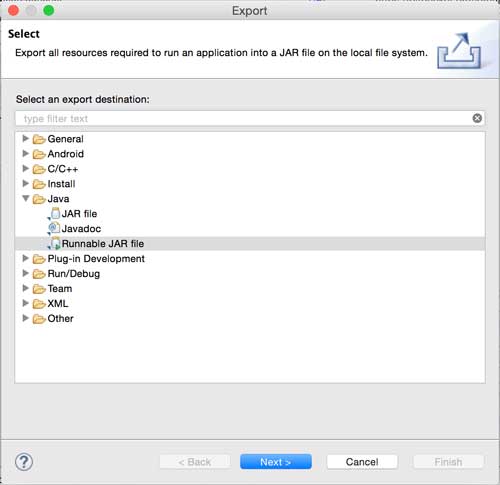 Export
Select
Export all resources required to run an application into a JAR file on the local file system.
Select an export destination:
type filter text
General
Android
C/C++
Install
Java
JAR file
Javadoc
Runnable JAR file
Plug-in Development
Run/Debug
Team
XML
Other
? < Back Next > Cancel Finish